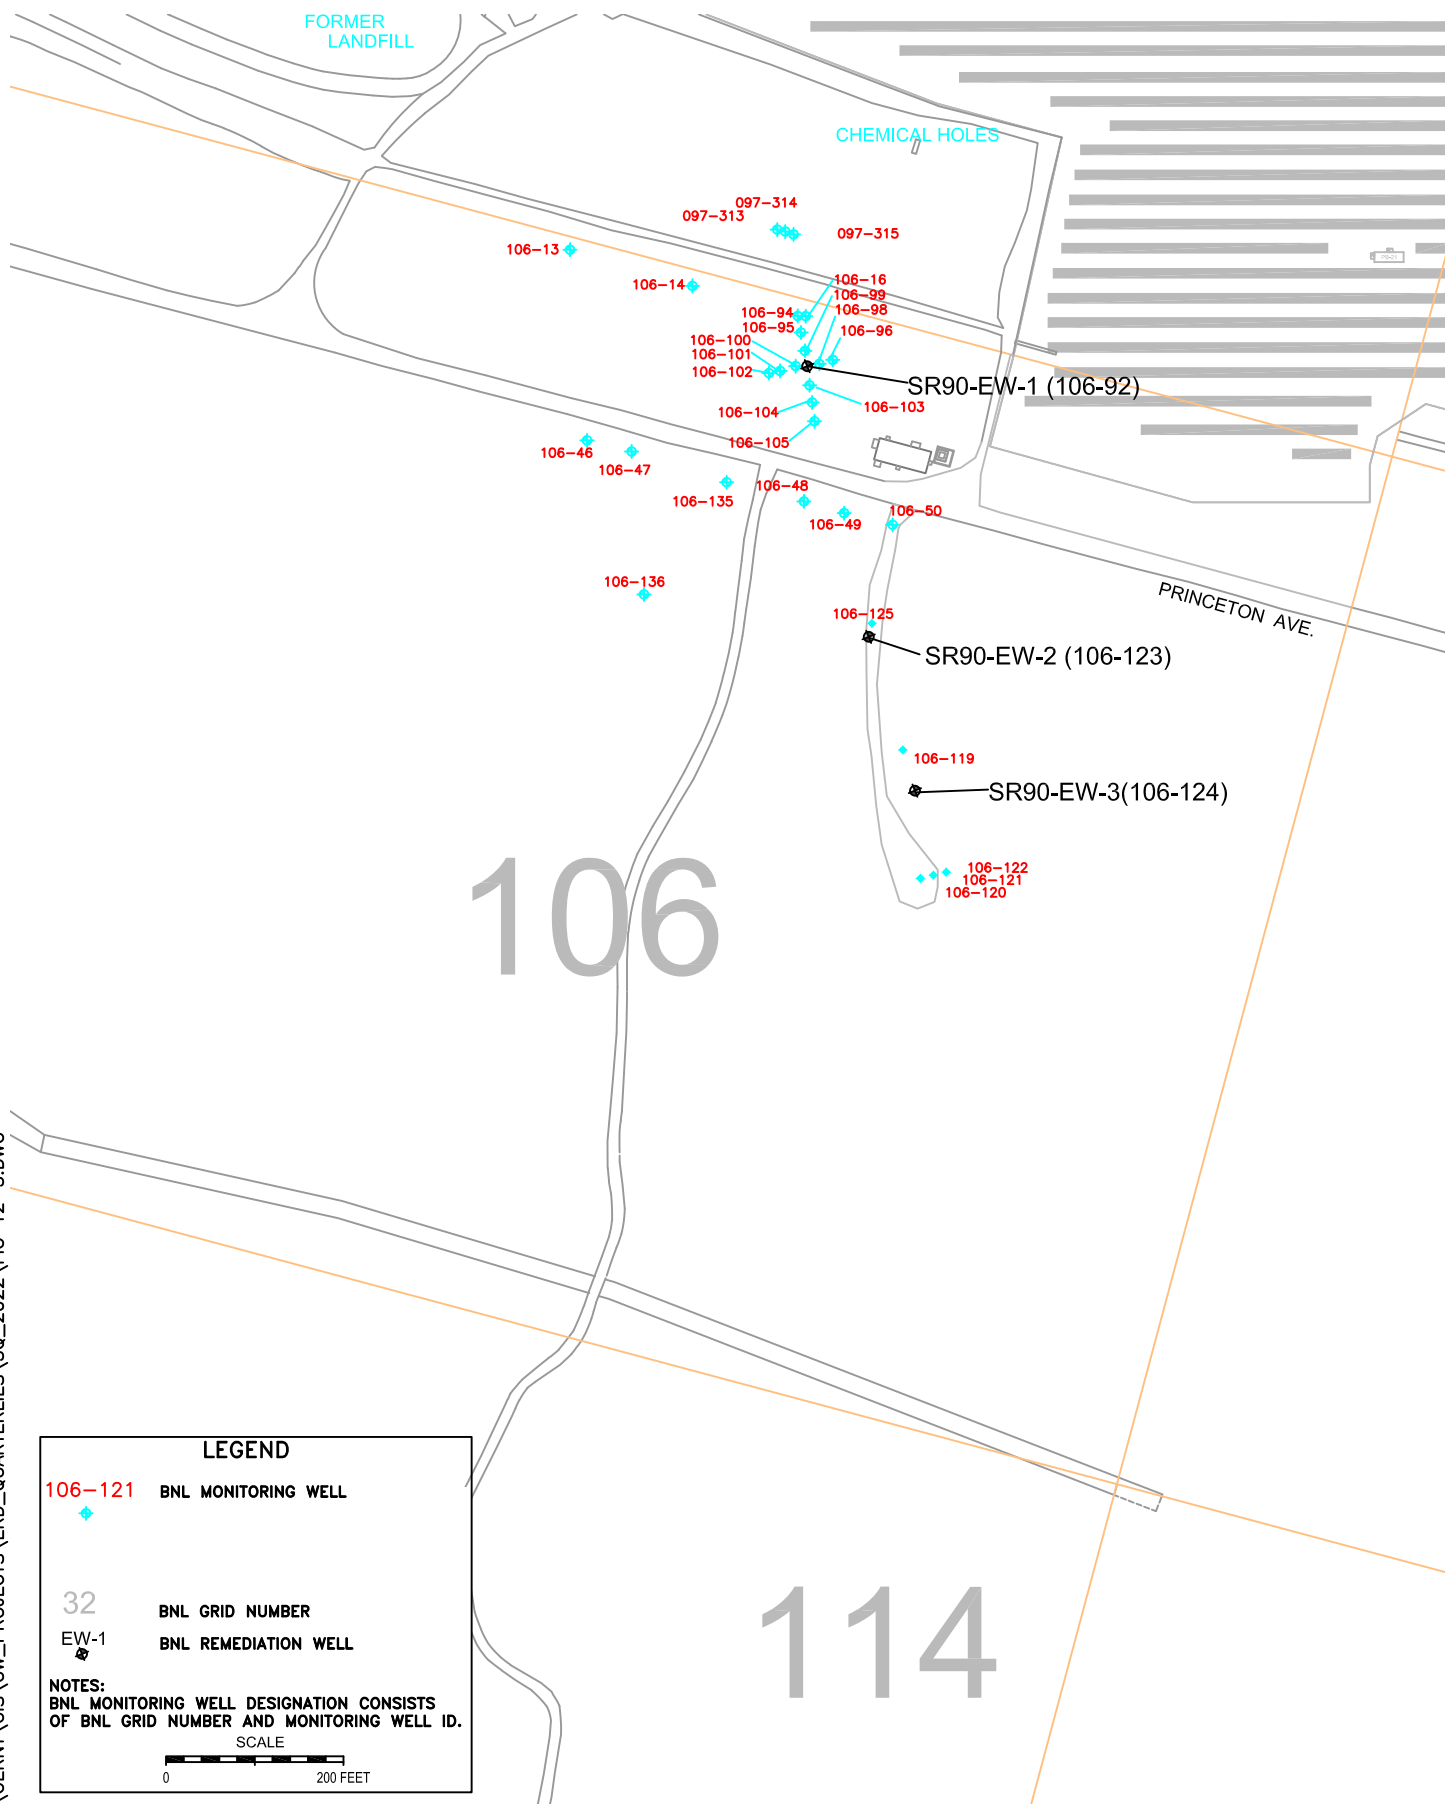 FORMER
LANDFILL
CHEMICAL HOLES
097-314
097-313
097-315
106-13
106-14
106-16
106-99
106-94
106-98
106-95
106-96
106-100
106-101
106-102
SR90-EW-1 (106-92)
106-103
106-104
106-105
106-46
106-47
106-48
106-135
106-49
106-50
106-136
PRINCETON AVE.
106-125
SR90-EW-2 (106-123)
106-119
SR90-EW-3(106-124)
106
106-122
106-121
106-120
114
LEGEND
106-121 BNL MONITORING WELL
32 BNL GRID NUMBER
EW-1 BNL REMEDIATION WELL
NOTES:
BNL MONITORING WELL DESIGNATION CONSISTS
OF BNL GRID NUMBER AND MONITORING WELL ID.
SCALE
0 200 FEET